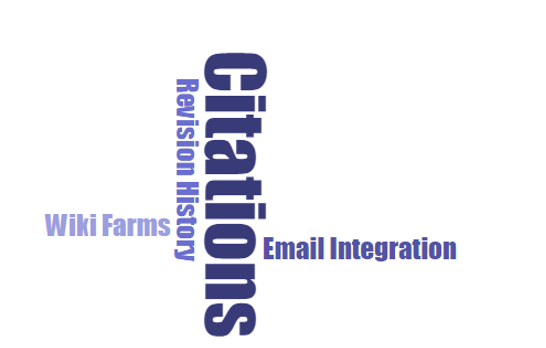 Citations
Revision History
Wiki Farms
Email Integration